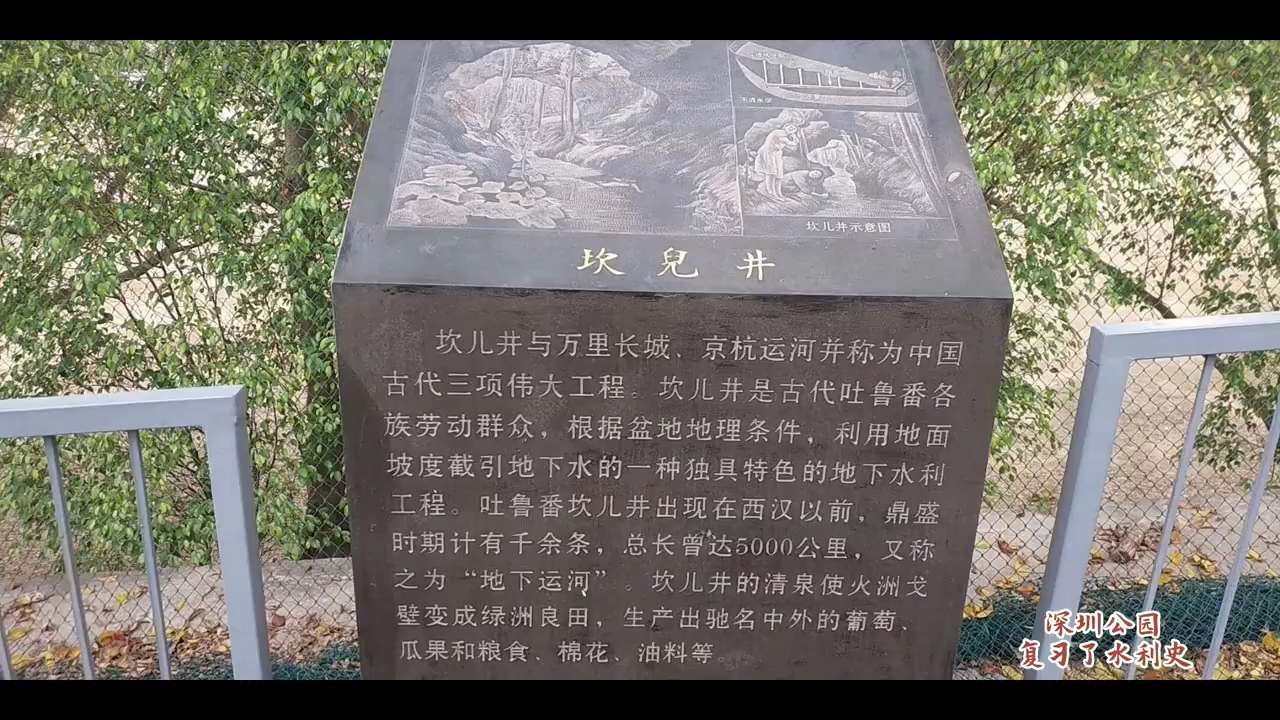 不透水层
坎儿井示意图
坎兒井
坎儿井与万里长城、京杭运河并称为中国
古代三项伟大工程。坎儿井是古代吐鲁番各
族劳动群众，根据盆地地理条件，利用地面
坡度截引地下水的一种独具特色的地下水利
工程。吐鲁番坎儿井出现在西汉以前，鼎盛
时期计有千余条，总长曾达5000公里，又称
之为“地下运河”。坎儿井的清泉使火洲戈
壁变成绿洲良田，生产出驰名中外的葡萄、
瓜果和粮食、棉花、油料等。
深圳公园
复习了水利史